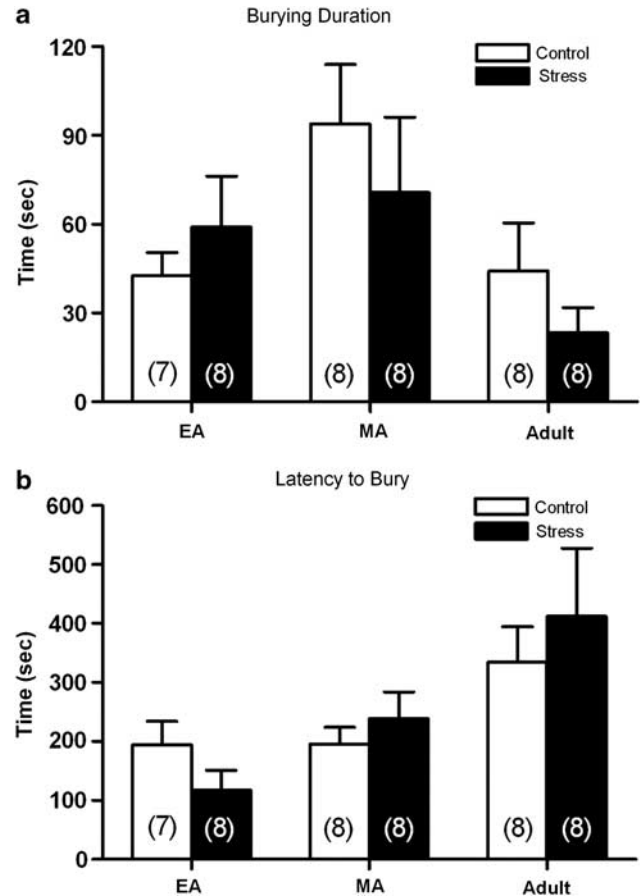 a
Burying Duration
120
90
60
30
0
Time (sec)
Control
Stress
(7) (8) (8) (8) (8) (8)
EA MA Adult
b
Latency to Bury
600
500
400
300
200
100
0
Time (sec)
Control
Stress
(7) (8) (8) (8) (8) (8)
EA MA Adult